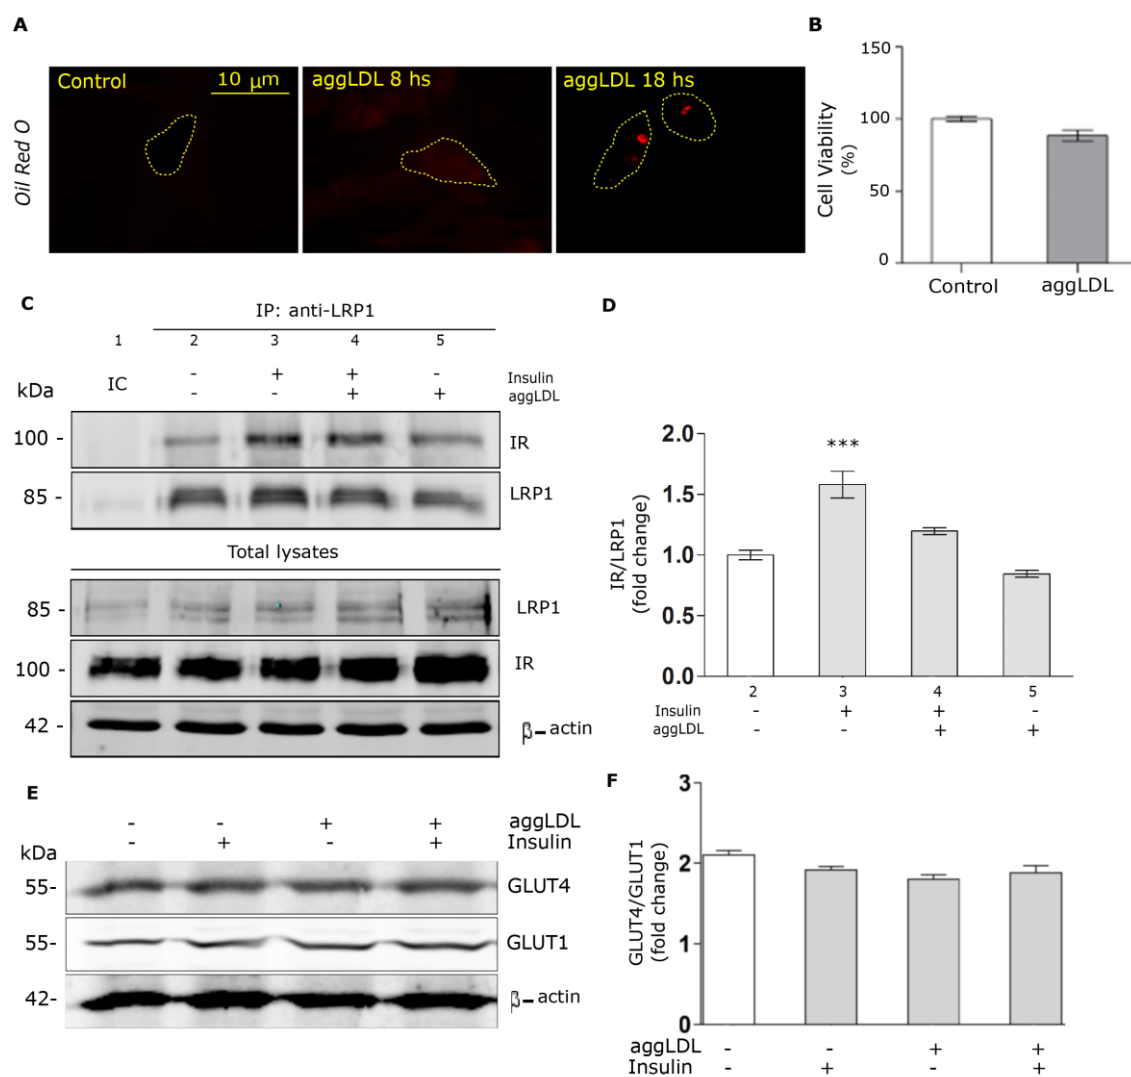 A
Control
10 μm
aggLDL 8 hs
aggLDL 18 hs
Oil Red O
B
150
100
50
0
Cell Viability
(%)
Control
aggLDL
C
IP: anti-LRP1
1 2 3 4 5
IC - + + - Insulin
- - + + aggLDL
kDa
100 - IR
85 - LRP1
Total lysates
85 - LRP1
100 - IR
42 - β-actin
D
2.0
1.5
1.0
0.5
0.0
IR/LRP1
(fold change)
***
2 3 4 5
Insulin - + + -
aggLDL - - + +
E
- - + + aggLDL
- + - + Insulin
kDa
55- GLUT4
55- GLUT1
42- β-actin
F
3
2
1
0
GLUT4/GLUT1
(fold change)
aggLDL - - + +
Insulin - + - +